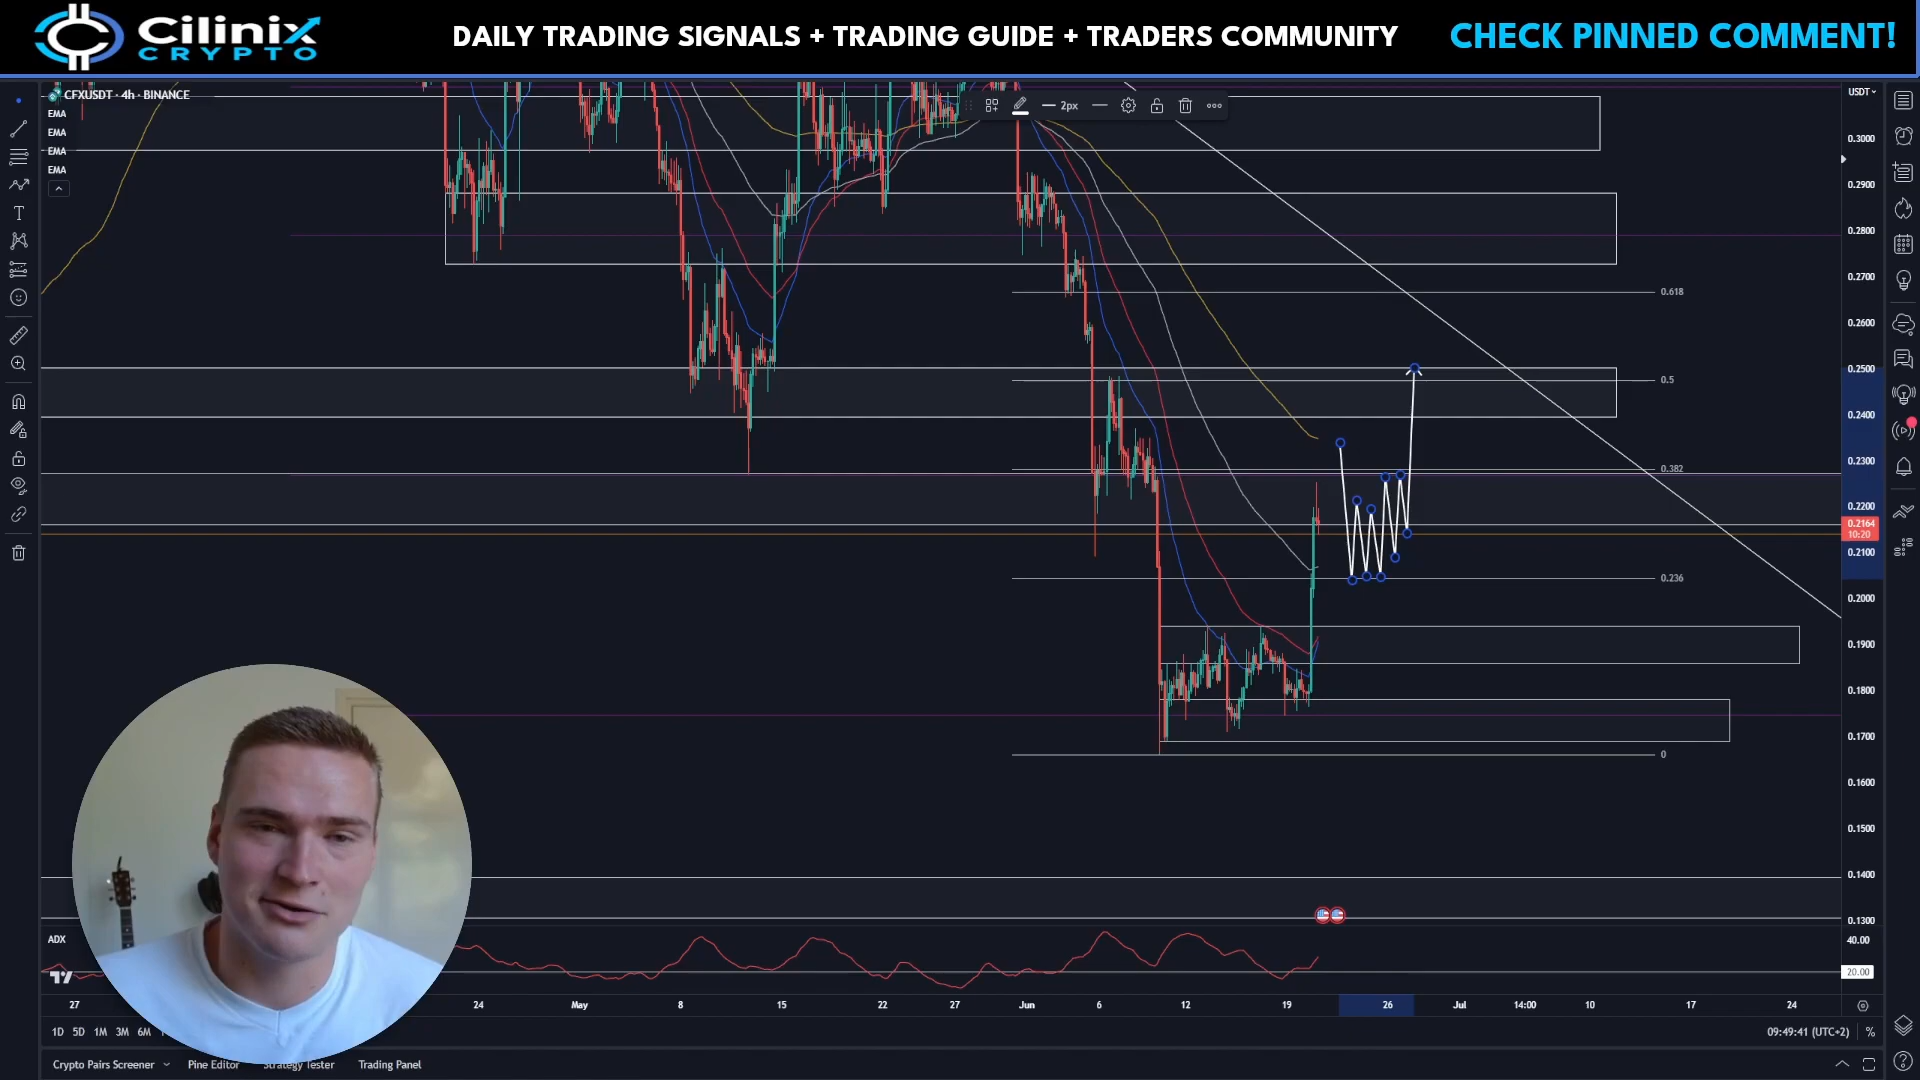 Cilinix
CRYPTO
DAILY TRADING SIGNALS + TRADING GUIDE + TRADERS COMMUNITY
CHECK PINNED COMMENT!
CFXUSDT · 4h · BINANCE
USDT
EMA
EMA
EMA
EMA
2px
0.3000
0.2900
0.2800
0.2700
0.618
0.2600
0.2500
0.5
0.2400
0.382
0.2300
0.2200
0.2164
10:20
0.2100
0.236
0.2000
0.1900
0.1800
0.1700
0
0.1600
0.1500
0.1400
0.1300
ADX
40.00
20.00
27
24
May
8
15
22
27
Jun
6
12
19
26
Jul
14:00
10
17
24
1D 5D 1M 3M 6M
09:49:41 (UTC+2)
%
Crypto Pairs Screener
Pine Editor
Strategy Tester
Trading Panel